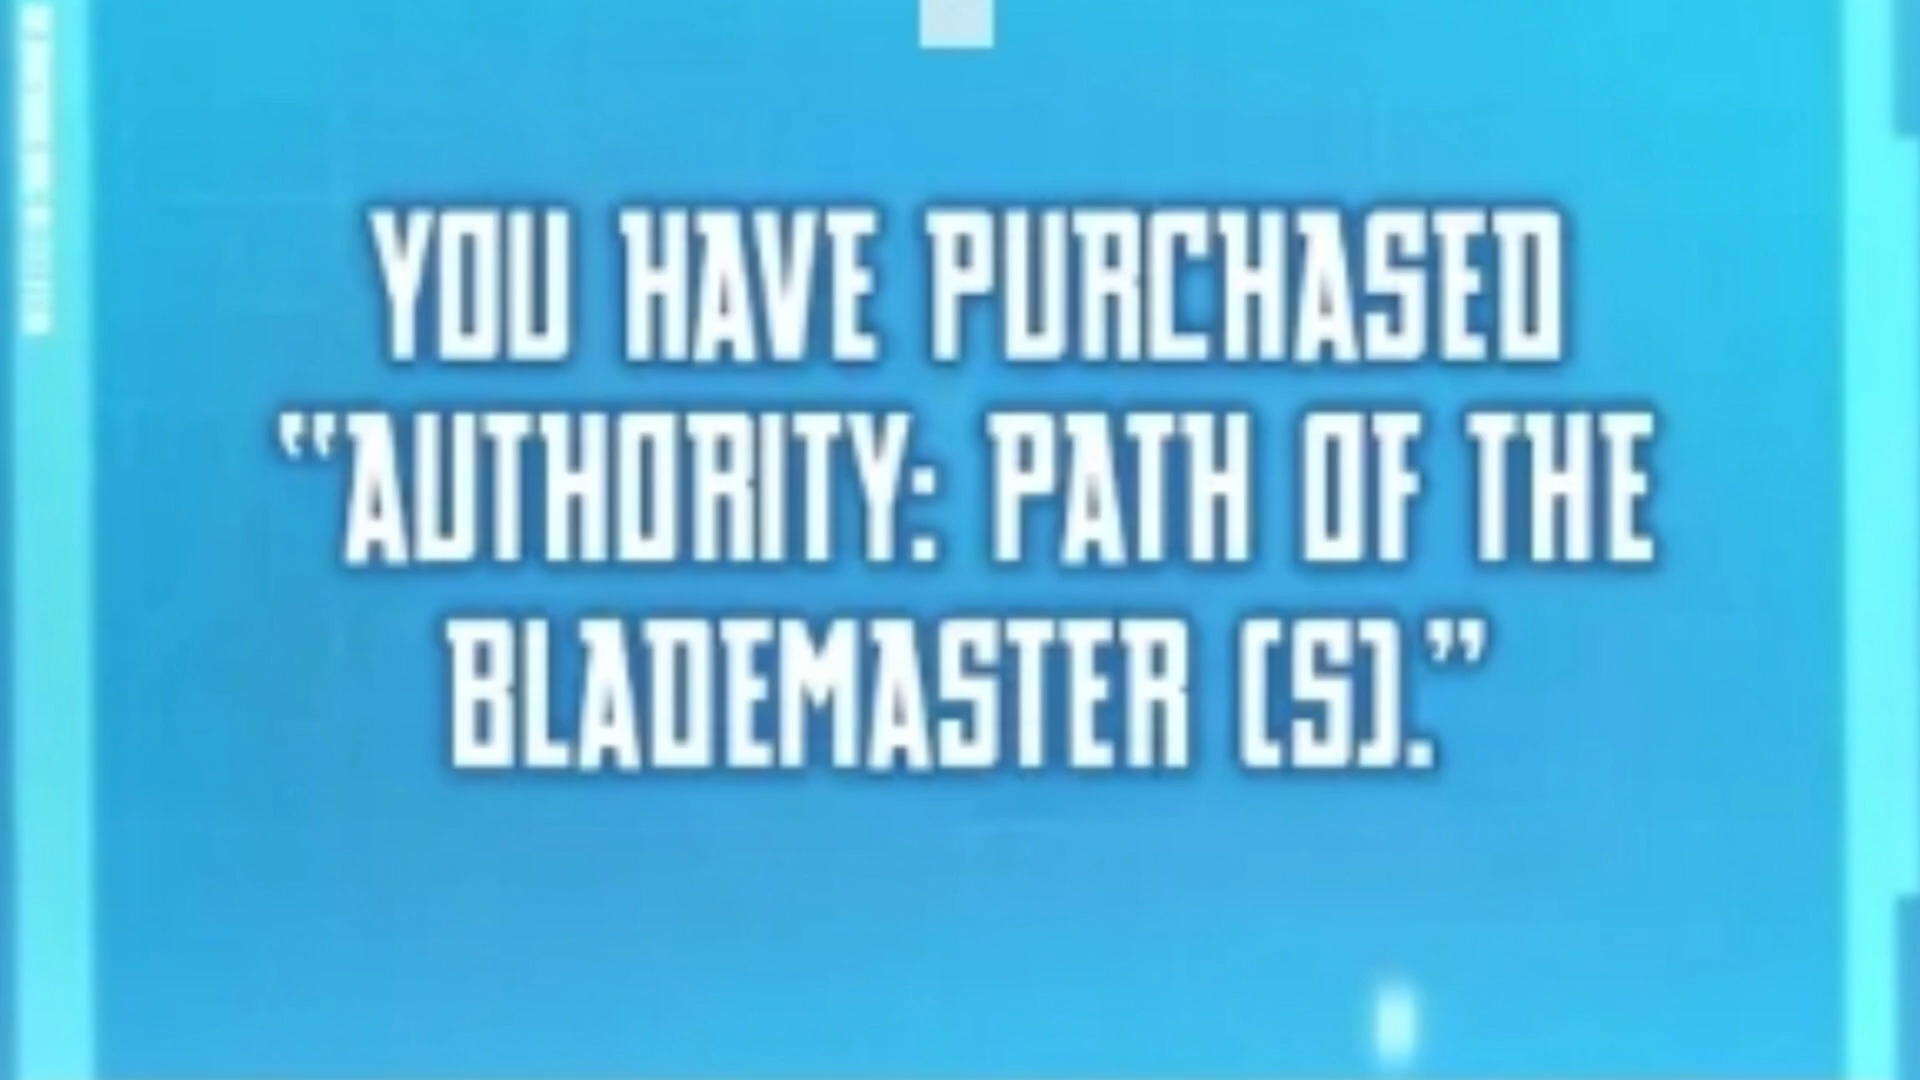 YOU HAVE PURCHASED
“AUTHORITY: PATH OF THE
BLADEMASTER (S).”